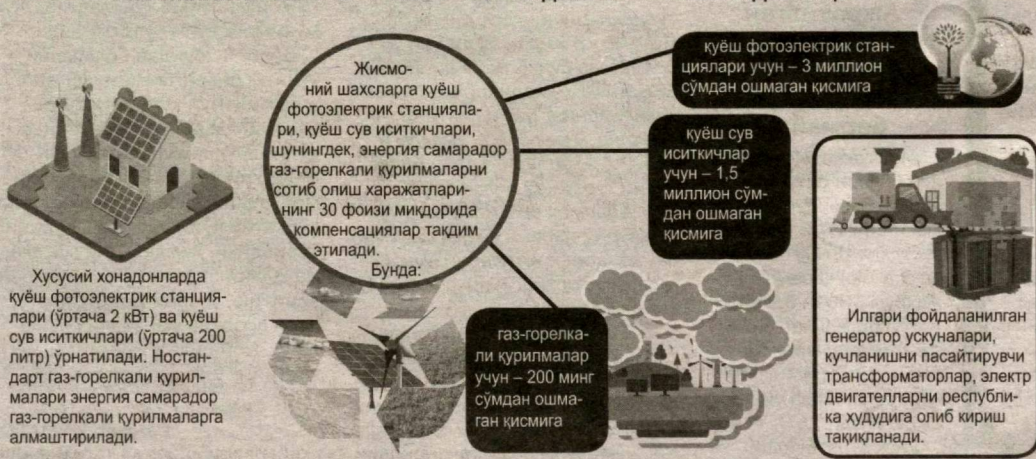 Хусусий хонадонларда
қуёш фотоэлектрик станция-
лари (ўртача 2 кВт) ва қуёш
сув иситкичлари (ўртача 200
литр) ўрнатилади. Ностан-
дарт газ-горелкали қурил-
малари энергия самарадор
газ-горелкали қурилмаларга
алмаштирилади.
Жисмо-
ний шахсларга қуёш
фотоэлектрик станцияла-
ри, қуёш сув иситкичлари,
шунингдек, энергия самарадор
газ-горелкали қурилмаларни
сотиб олиш харажатлари-
нинг 30 фоизи миқдорида
компенсациялар тақдим
этилади.
Бунда:
қуёш фотоэлектрик стан-
циялари учун – 3 миллион
сўмдан ошмаган қисмига
қуёш сув
иситкичлар
учун – 1,5
миллион сўм-
дан ошмаган
қисмига
газ-горелка-
ли қурилмалар
учун – 200 минг
сўмдан ошма-
ган қисмига
Илгари фойдаланилган
генератор ускуналари,
кучланишни пасайтирувчи
трансформаторлар, электр
двигателларни республи-
ка ҳудудига олиб кириш
тақиқланади.